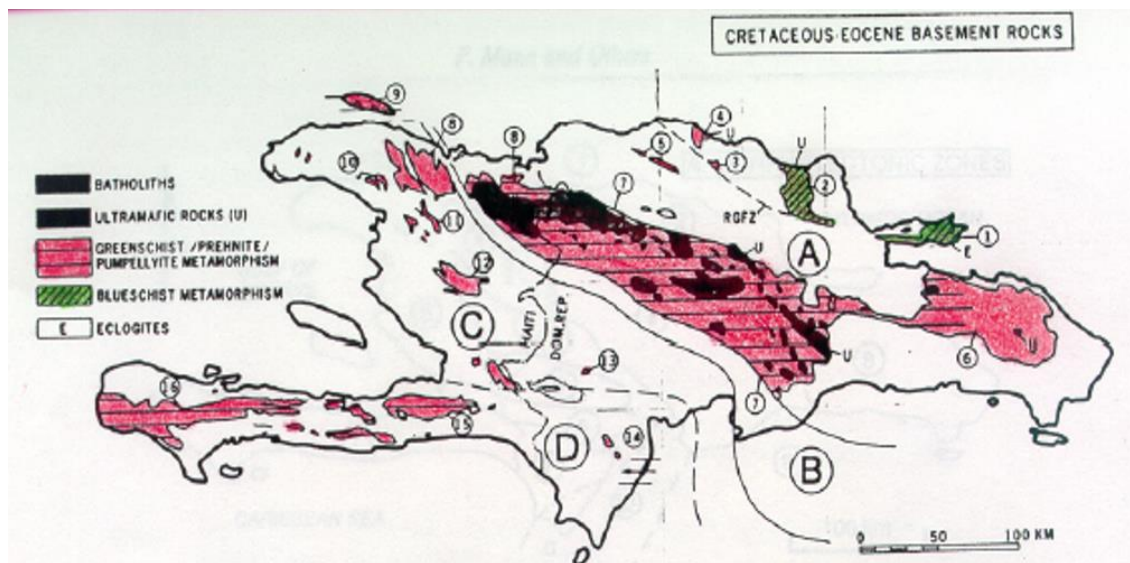 CRETACEOUS-EOCENE BASEMENT ROCKS
P. Mann and Others
BATHOLITHS
ULTRAMAFIC ROCKS (U)
GREENSCHIST /PREHNITE/
PUMPELLYITE METAMORPHISM
BLUESCHIST METAMORPHISM
E ECLOGITES
9
8
8
4
U
5
3
U
10
7
2
11
RGFZ
1
E
U
A
12
C
HAITI
DOM. REP.
U
6
U
13
16
7
15
14
D
B
CARIBBEAN SEA
0 50 100 KM